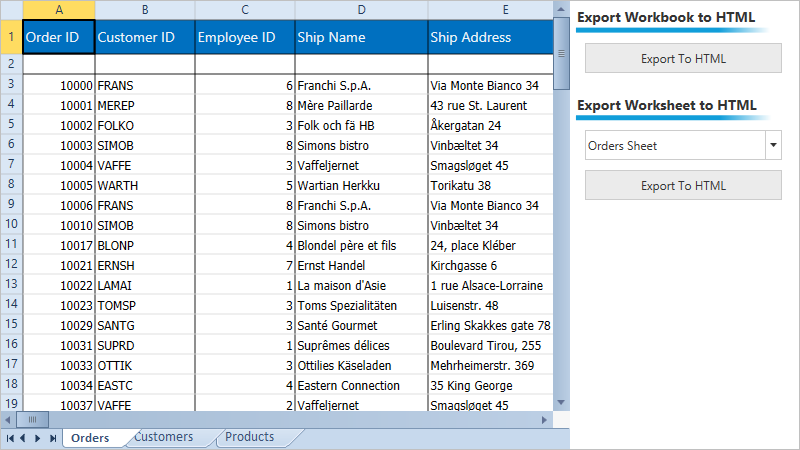 A B C D E
1 Order ID Customer ID Employee ID Ship Name Ship Address
2
3 10000 FRANS 6 Franchi S.p.A. Via Monte Bianco 34
4 10001 MEREP 8 Mère Paillarde 43 rue St. Laurent
5 10002 FOLKO 3 Folk och fä HB Åkergatan 24
6 10003 SIMOB 8 Simons bistro Vinbæltet 34
7 10004 VAFFE 3 Vaffeljernet Smagsløget 45
8 10005 WARTH 5 Wartian Herkku Torikatu 38
9 10006 FRANS 8 Franchi S.p.A. Via Monte Bianco 34
10 10010 SIMOB 8 Simons bistro Vinbæltet 34
11 10017 BLONP 4 Blondel père et fils 24, place Kléber
12 10021 ERNSH 7 Ernst Handel Kirchgasse 6
13 10022 LAMAI 1 La maison d'Asie 1 rue Alsace-Lorraine
14 10023 TOMSP 3 Toms Spezialitäten Luisenstr. 48
15 10029 SANTG 3 Santé Gourmet Erling Skakkes gate 78
16 10031 SUPRD 1 Suprêmes délices Boulevard Tirou, 255
17 10033 OTTIK 3 Ottilies Käseladen Mehrheimerstr. 369
18 10034 EASTC 4 Eastern Connection 35 King George
19 10037 VAFFE 2 Vaffeljernet Smagsløget 45
Orders Customers Products
Export Workbook to HTML
Export To HTML
Export Worksheet to HTML
Orders Sheet
Export To HTML